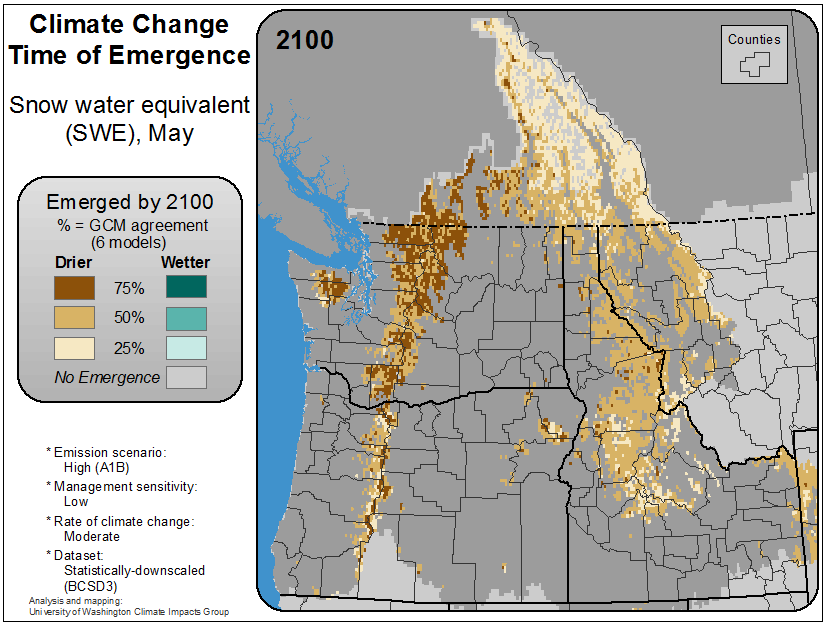 Climate Change
Time of Emergence
Snow water equivalent
(SWE), May
Emerged by 2100
% = GCM agreement
(6 models)
Drier Wetter
75%
50%
25%
No Emergence
* Emission scenario:
High (A1B)
* Management sensitivity:
Low
* Rate of climate change:
Moderate
* Dataset:
Statistically-downscaled
(BCSD3)
Analysis and mapping:
University of Washington Climate Impacts Group
2100
Counties